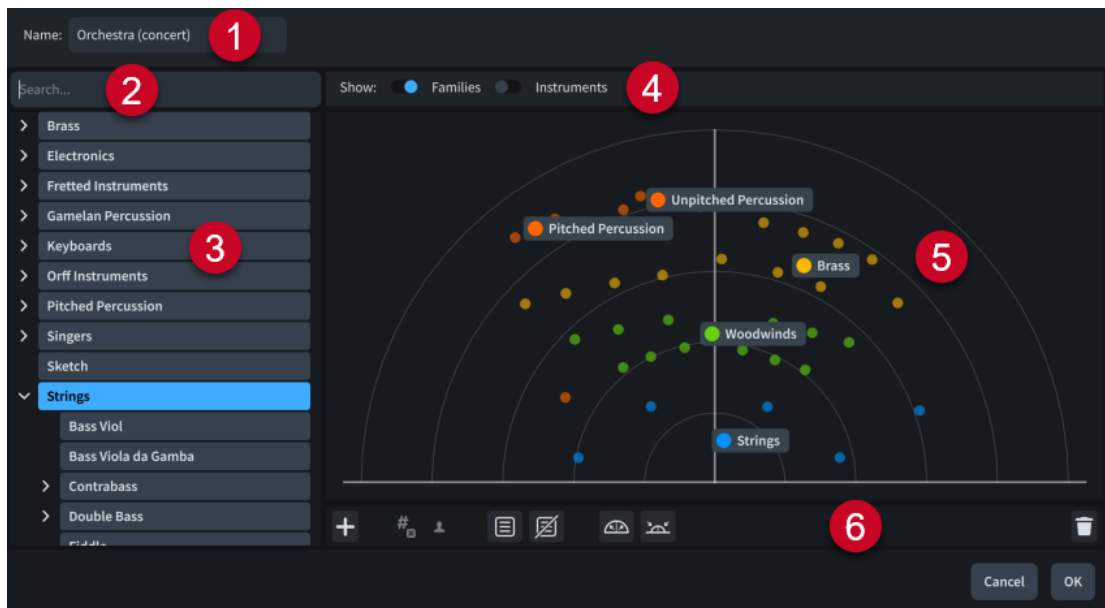 Name: Orchestra (concert) 1
Search... 2
Show: Families Instruments 4
Brass
Electronics
Fretted Instruments
Gamelan Percussion
Keyboards
3
Orff Instruments
Pitched Percussion
Singers
Sketch
Strings
Bass Viol
Bass Viola da Gamba
Contrabass
Double Bass
Fiddle
Unpitched Percussion
Pitched Percussion
5
Brass
Woodwinds
Strings
#
6
Cancel OK